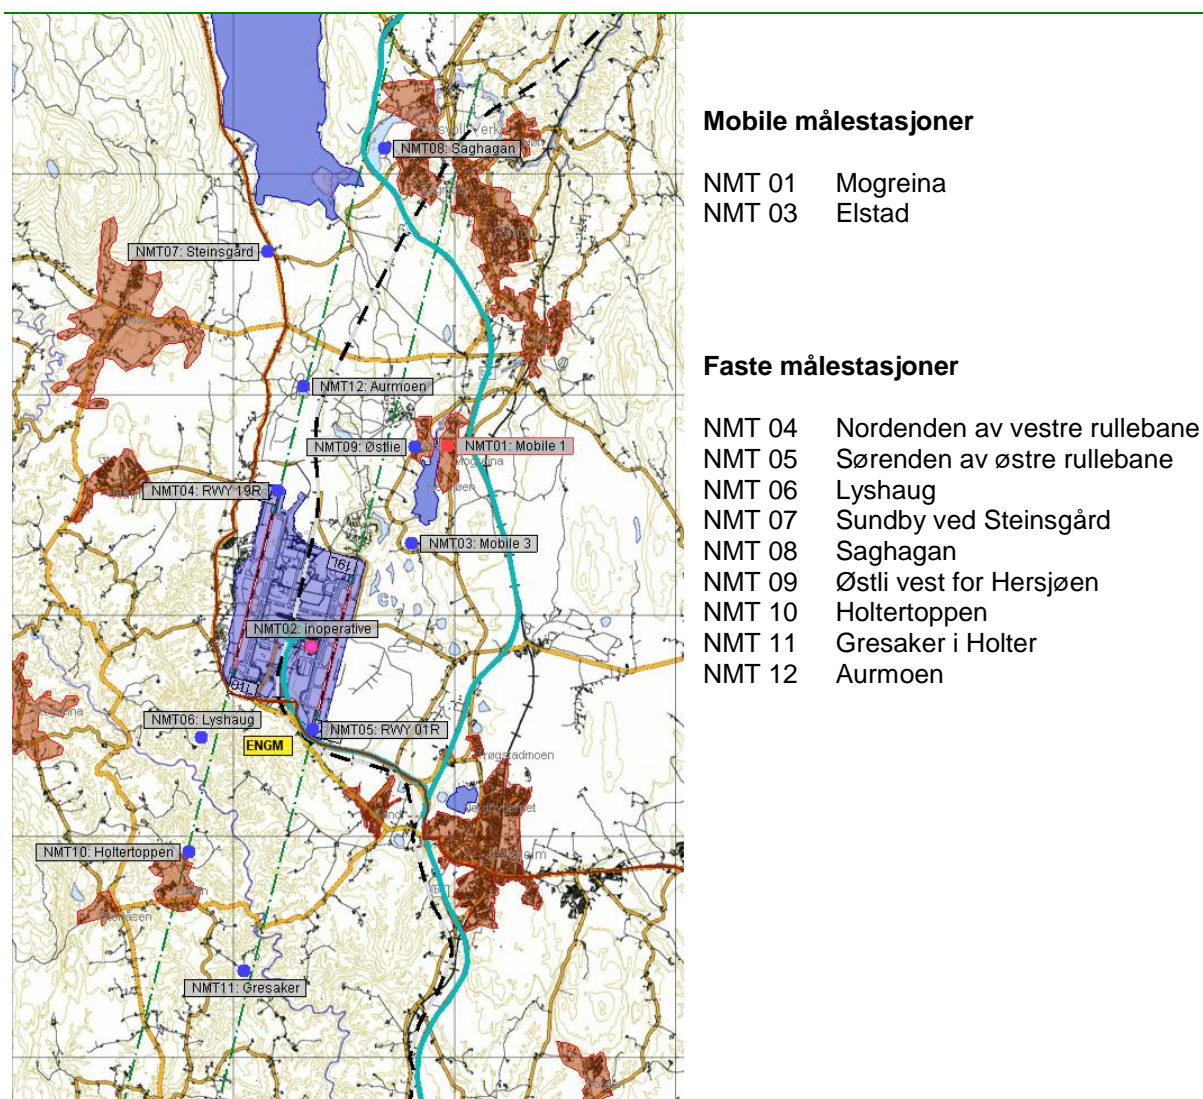 NMT08: Saghagan
NMT07: Steinsgård
NMT12: Aurmoen
NMT09: Østlie
NMT01: Mobile 1
Mogreina
NMT04: RWY 19R
NMT03: Mobile 3
19L
NMT02: inoperative
NMT06: Lyshaug
NMT05: RWY 01R
ENGM
NMT10: Holtertoppen
NMT11: Gresaker
Mobile målestasjoner
NMT 01 Mogreina
NMT 03 Elstad
Faste målestasjoner
NMT 04 Nordenden av vestre rullebane
NMT 05 Sørenden av østre rullebane
NMT 06 Lyshaug
NMT 07 Sundby ved Steinsgård
NMT 08 Saghagan
NMT 09 Østli vest for Hersjøen
NMT 10 Holtertoppen
NMT 11 Gresaker i Holter
NMT 12 Aurmoen